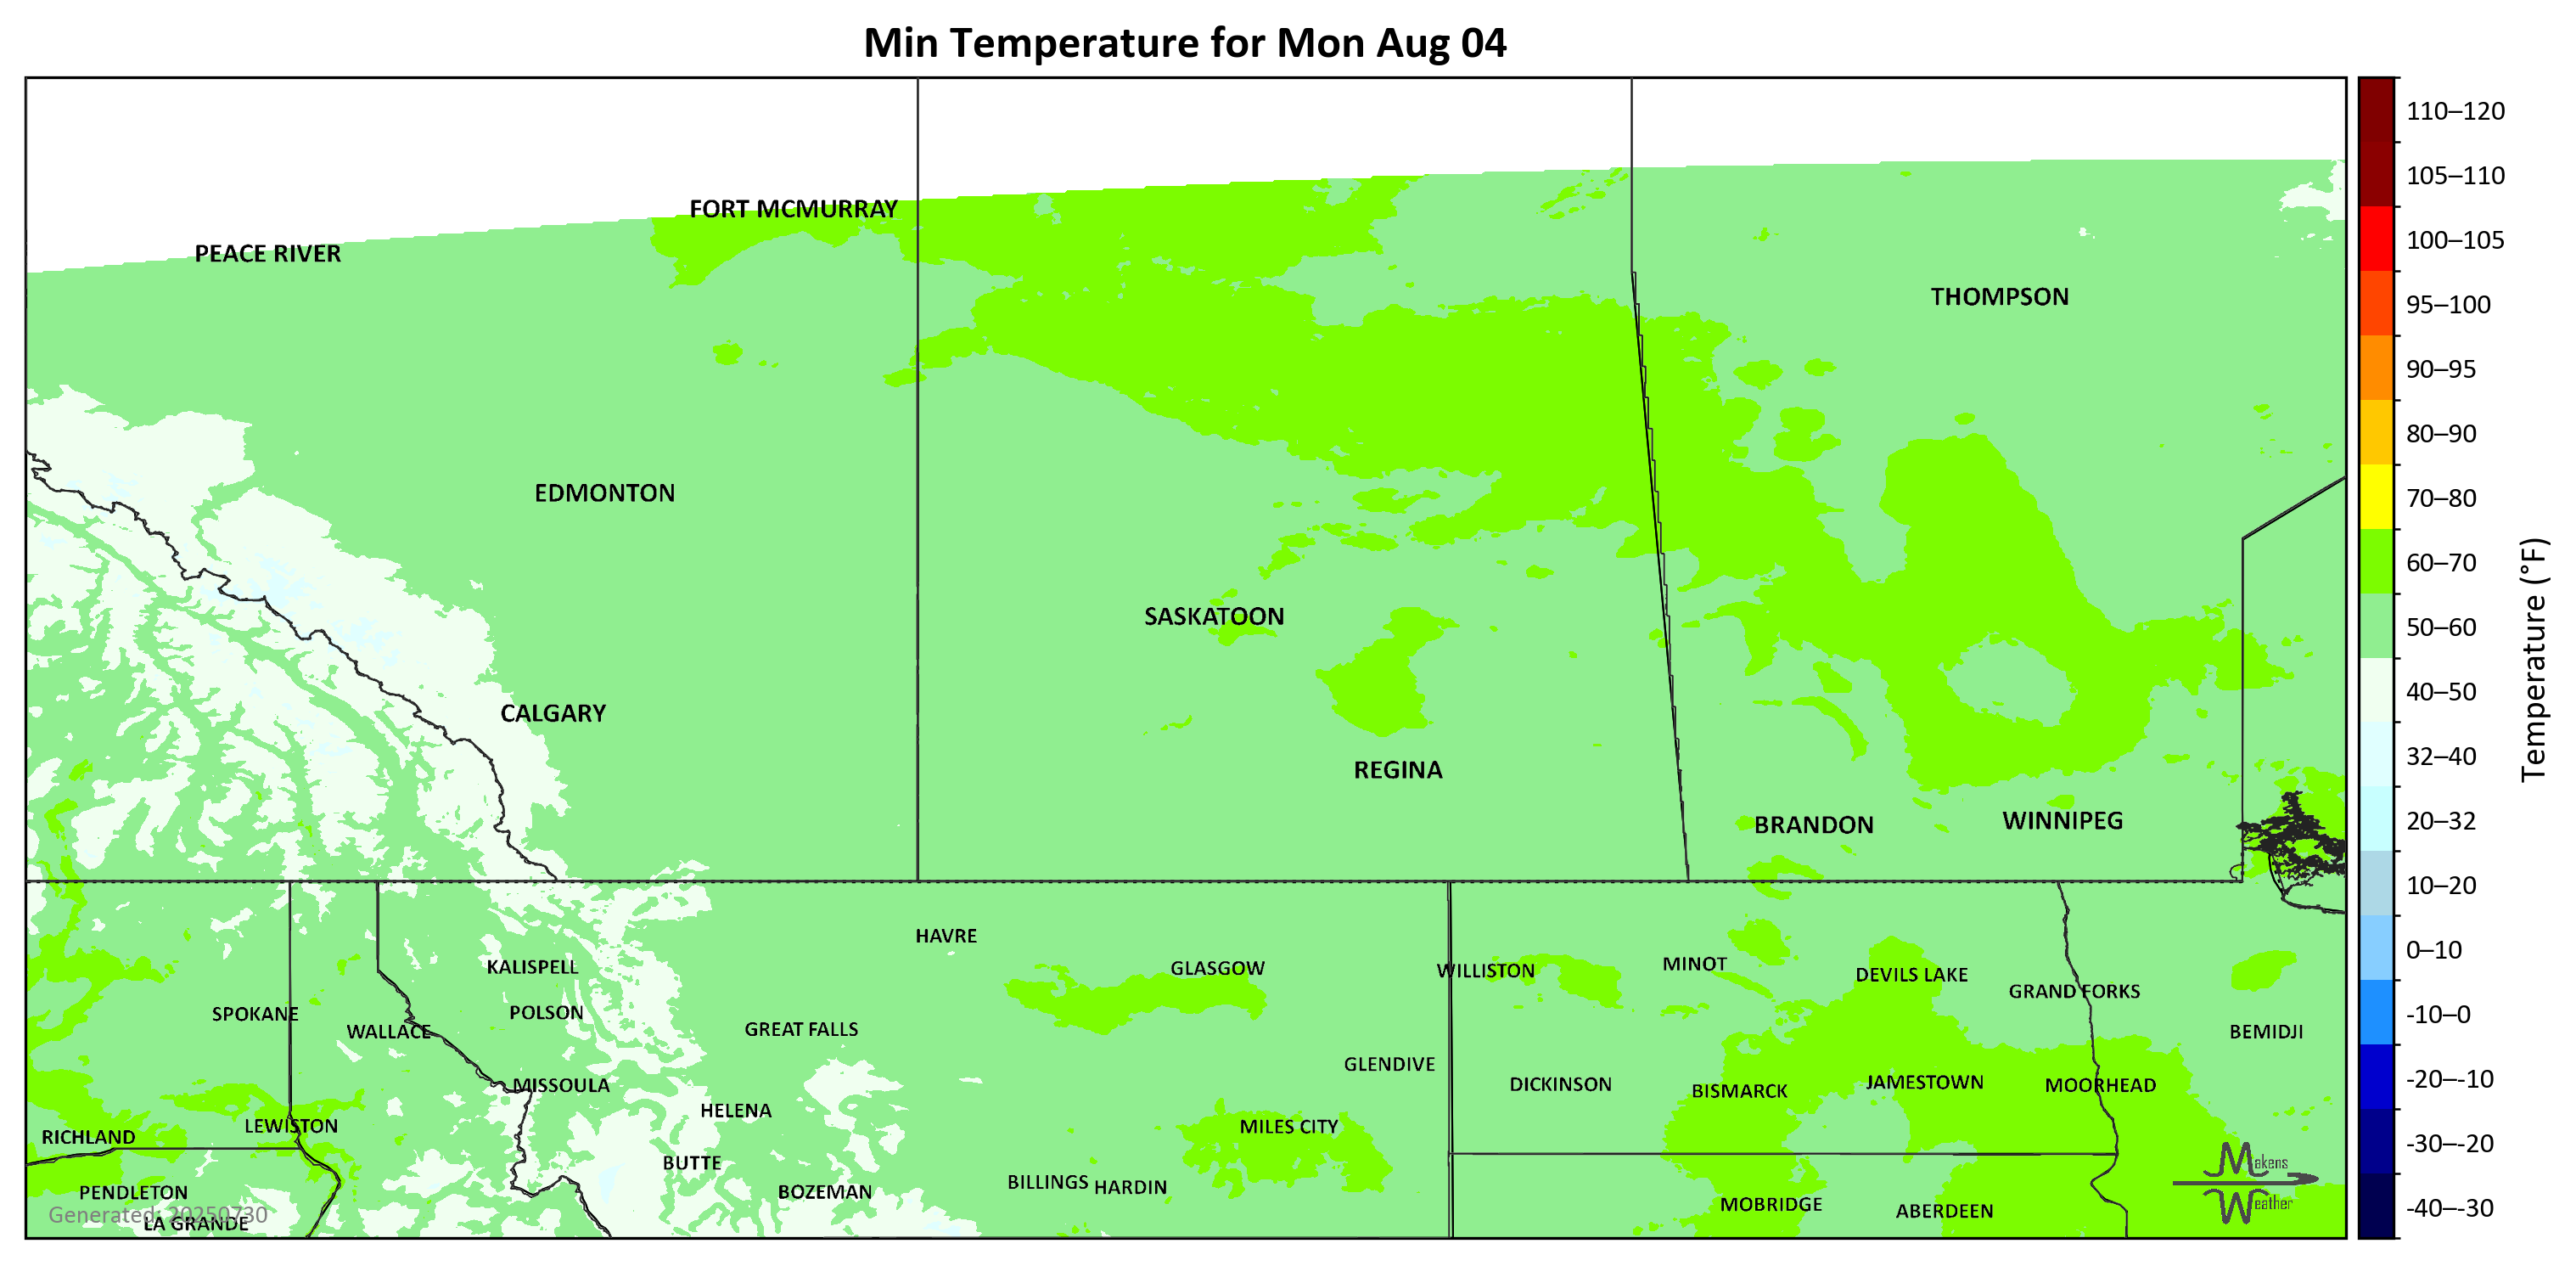 Min Temperature for Mon Aug 04
110–120
105–110
FORT MCMURRAY
100–105
PEACE RIVER
THOMPSON
95–100
90–95
80–90
EDMONTON
70–80
60–70
SASKATOON
50–60
40–50
CALGARY
32–40
REGINA
BRANDON
WINNIPEG
20–32
10–20
HAVRE
0–10
KALISPELL
GLASGOW
WILLISTON
MINOT
DEVILS LAKE
GRAND FORKS
SPOKANE
POLSON
-10–0
WALLACE
GREAT FALLS
BEMIDJI
GLENDIVE
MISSOULA
DICKINSON
BISMARCK
JAMESTOWN
MOORHEAD
-20–-10
HELENA
LEWISTON
MILES CITY
RICHLAND
-30–-20
BUTTE
Makens
Weather
PENDLETON
BOZEMAN
BILLINGS
HARDIN
MOBRIDGE
ABERDEEN
-40–-30
Generated: 20250730
LA GRANDE
Temperature (°F)